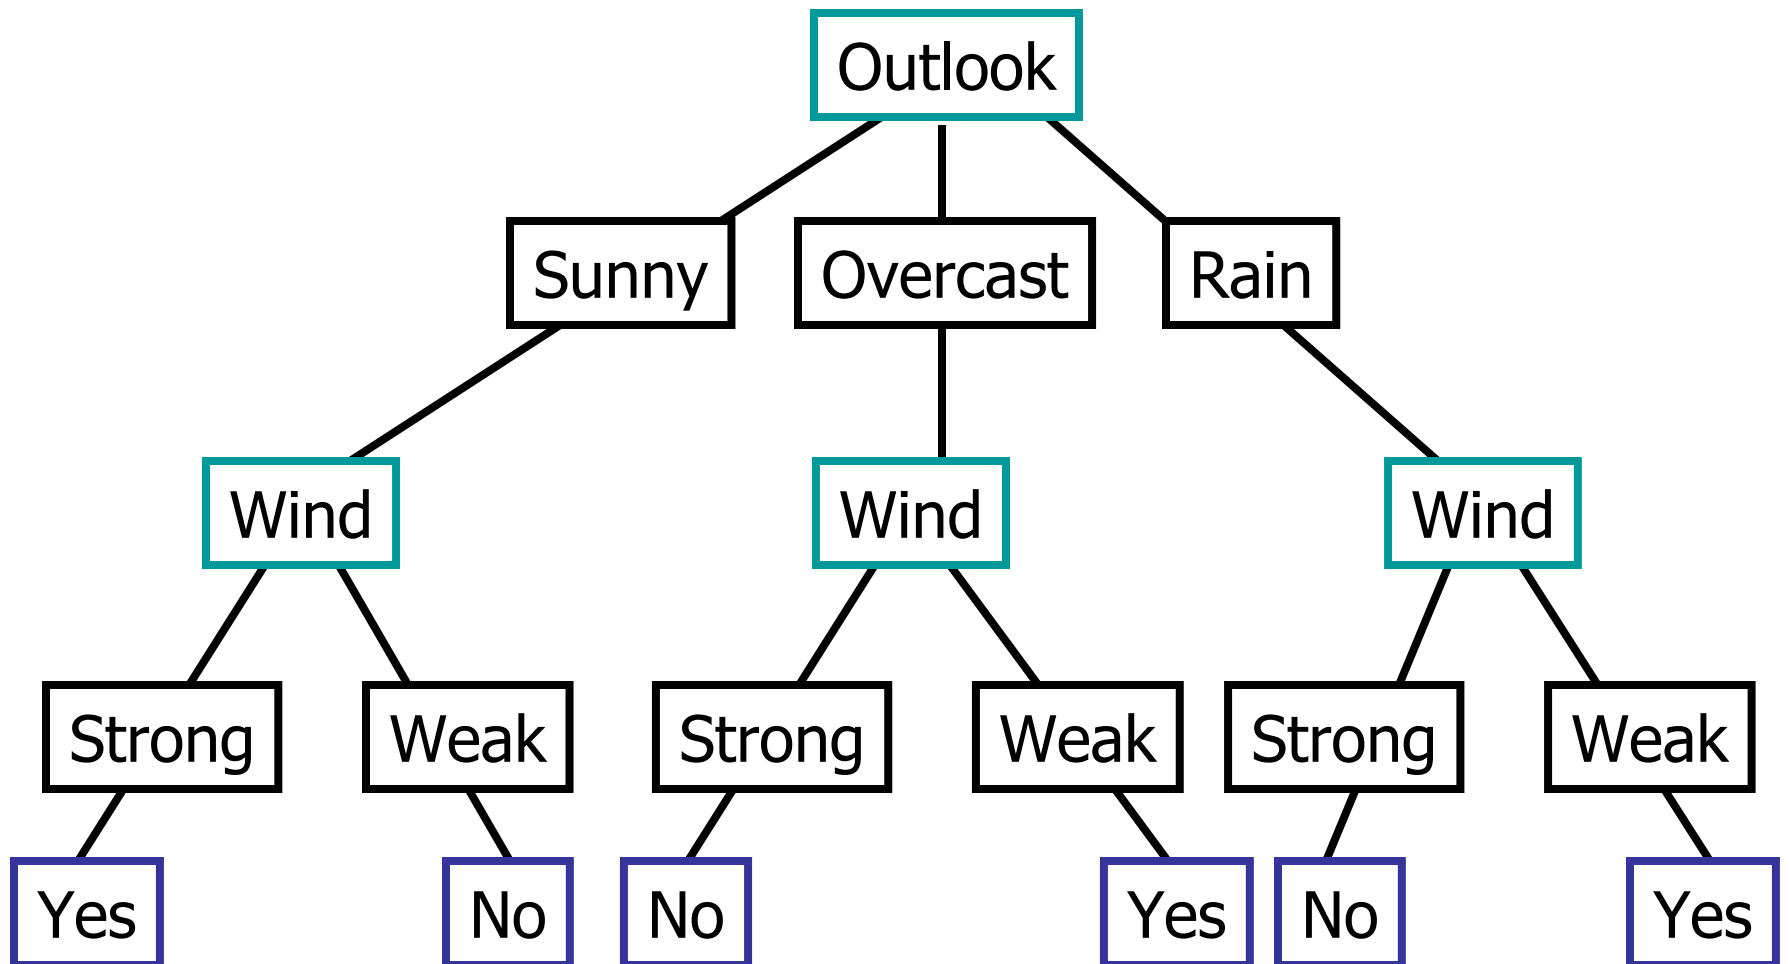 Outlook
Sunny Overcast Rain
Wind Wind Wind
Strong Weak Strong Weak Strong Weak
Yes No No Yes No Yes